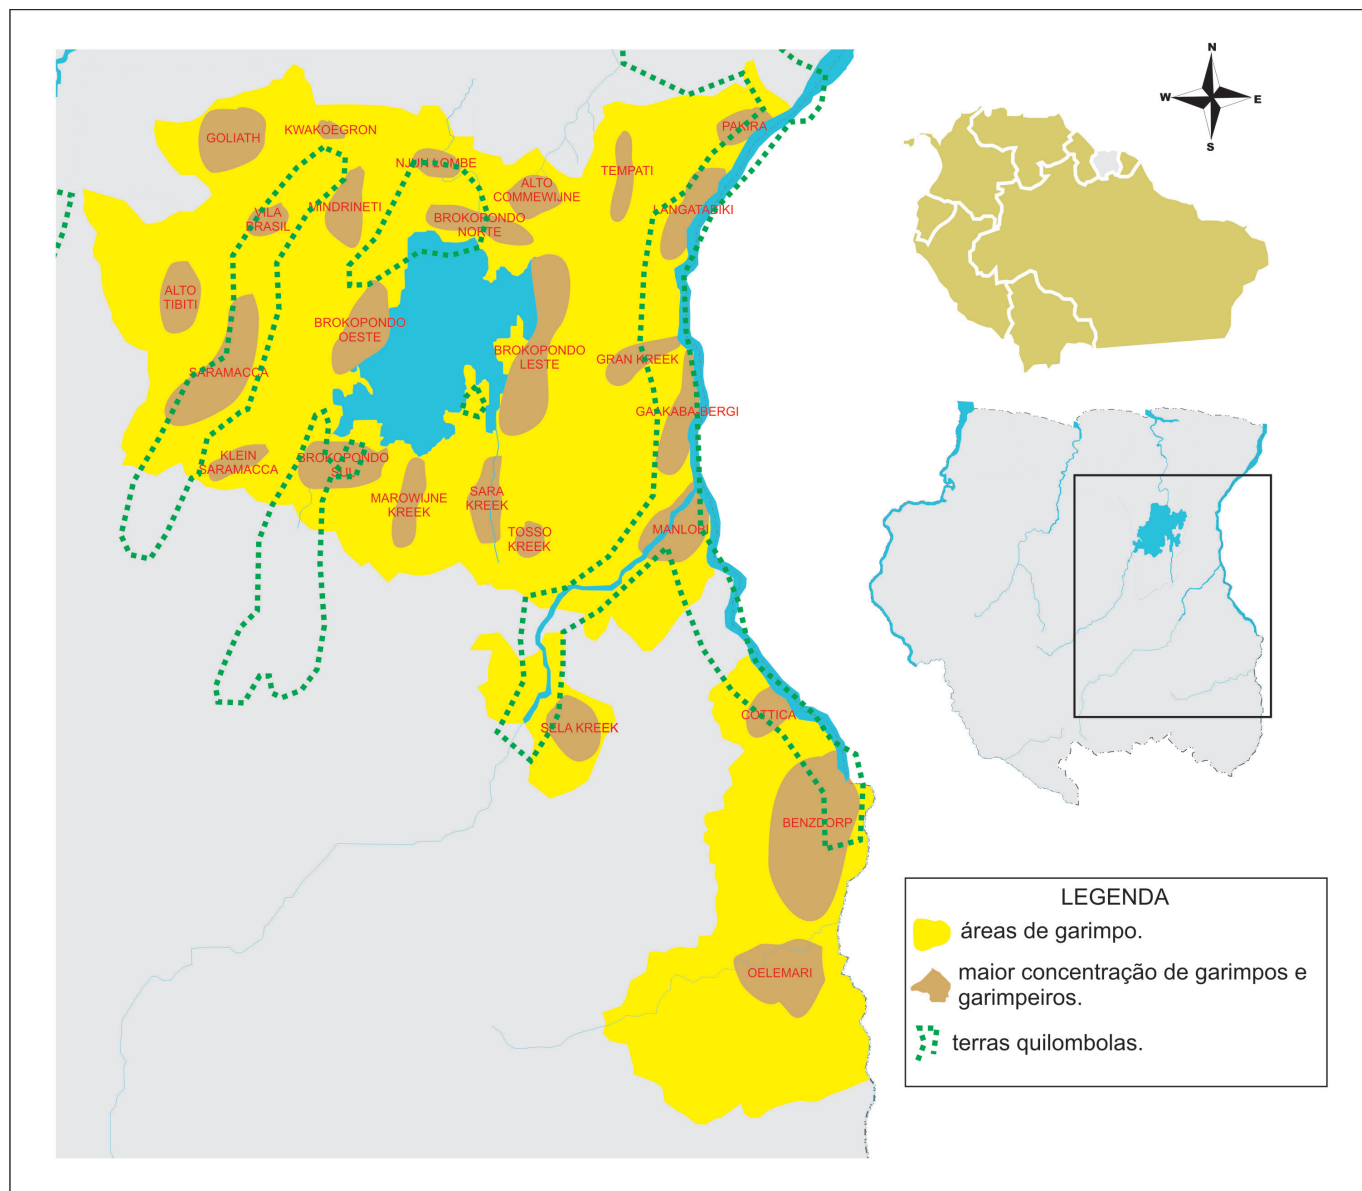 N
W
E
S
PAKIRA
GOLIATH
KWAKOEGRON
NJUN LOMBE
TEMPATI
ALTO
COMMEWIJNE
VILA
BRASIL
MINDRINETI
BROKOPONDO
NORTE
LANGATABIKI
ALTO
TIBITI
BROKOPONDO
OESTE
BROKOPONDO
LESTE
GRAN KREEK
SARAMACCA
GAAKABA-BERGI
KLEIN
SARAMACCA
BROKOPONDO
SUL
MAROWIJNE
KREEK
SARA
KREEK
TOSSO
KREEK
MANLOBI
SELA KREEK
COTTICA
BENZDORP
OELEMARI
LEGENDA
áreas de garimpo.
maior concentração de garimpos e
garimpeiros.
terras quilombolas.